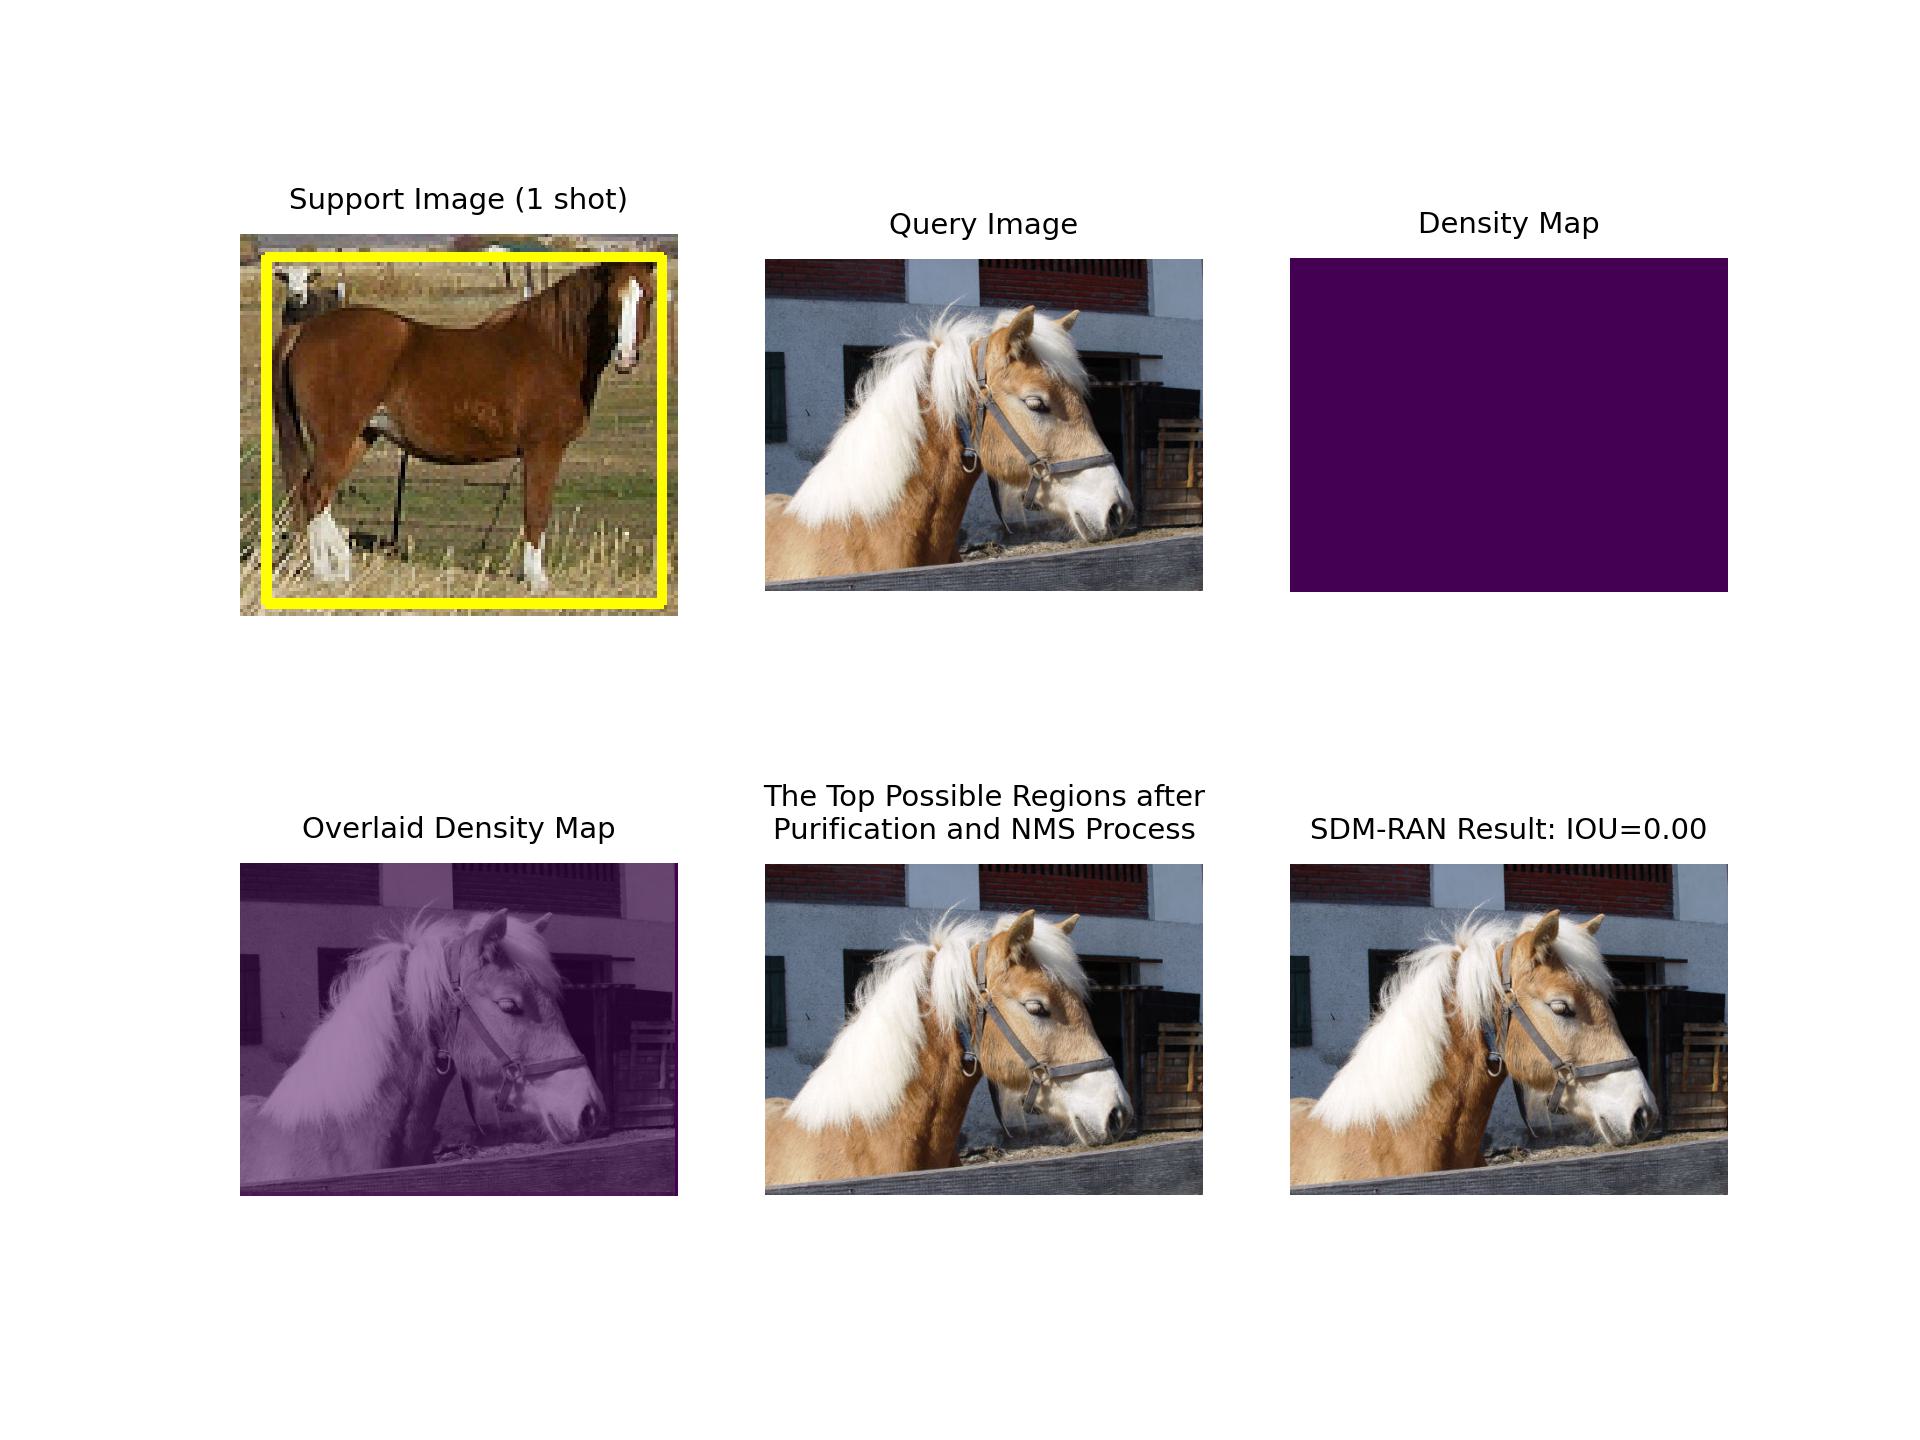 Support Image (1 shot)
Query Image
Density Map
Overlaid Density Map
The Top Possible Regions after
Purification and NMS Process
SDM-RAN Result: IOU=0.00